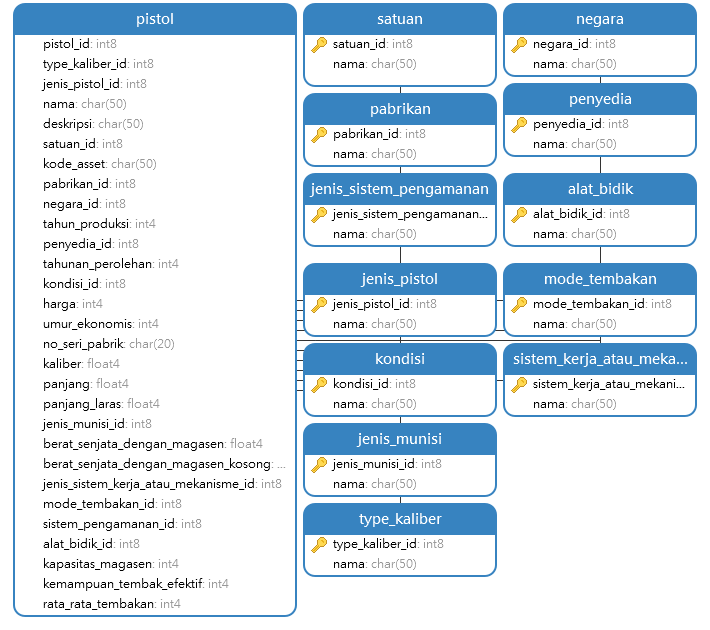 pistol
pistol_id: int8
type_kaliber_id: int8
jenis_pistol_id: int8
nama: char(50)
deskripsi: char(50)
satuan_id: int8
kode_asset: char(50)
pabrikan_id: int8
negara_id: int8
tahun_produksi: int4
penyedia_id: int8
tahunan_perolehan: int4
kondisi_id: int8
harga: int4
umur_ekonomis: int4
no_seri_pabrik: char(20)
kaliber: float4
panjang: float4
panjang_laras: float4
jenis_munisi_id: int8
berat_senjata_dengan_magasen: float4
berat_senjata_dengan_magasen_kosong: ...
jenis_sistem_kerja_atau_mekanisme_id: int8
mode_tembakan_id: int8
sistem_pengamanan_id: int8
alat_bidik_id: int8
kapasitas_magasen: int4
kemampuan_tembak_efektif: int4
rata_rata_tembakan: int4
satuan
satuan_id: int8
nama: char(50)
pabrikan
pabrikan_id: int8
nama: char(50)
jenis_sistem_pengamanan
jenis_sistem_pengamanan...
nama: char(50)
jenis_pistol
jenis_pistol_id: int8
nama: char(50)
kondisi
kondisi_id: int8
nama: char(50)
jenis_munisi
jenis_munisi_id: int8
nama: char(50)
type_kaliber
type_kaliber_id: int8
nama: char(50)
negara
negara_id: int8
nama: char(50)
penyedia
penyedia_id: int8
nama: char(50)
alat_bidik
alat_bidik_id: int8
nama: char(50)
mode_tembakan
mode_tembakan_id: int8
nama: char(50)
sistem_kerja_atau_meka...
sistem_kerja_atau_mekani...
nama: char(50)